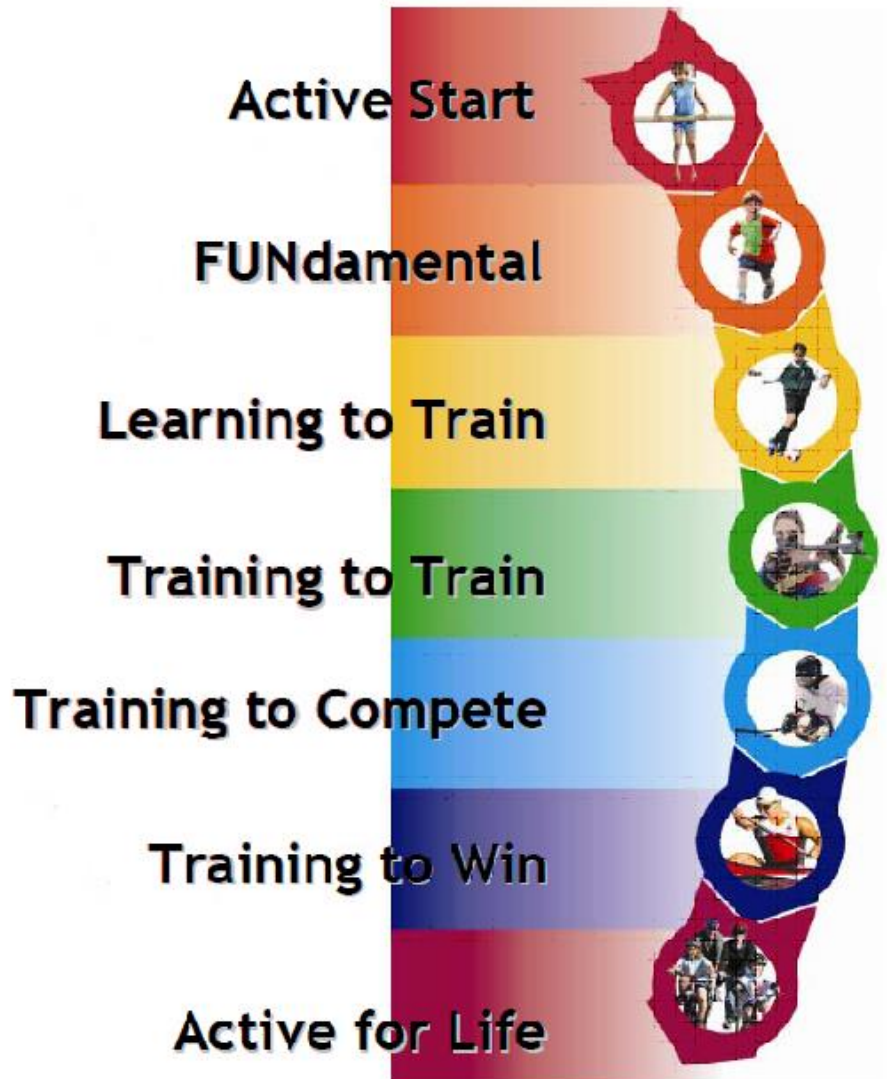 Active Start
FUNdamental
Learning to Train
Training to Train
Training to Compete
Training to Win
Active for Life